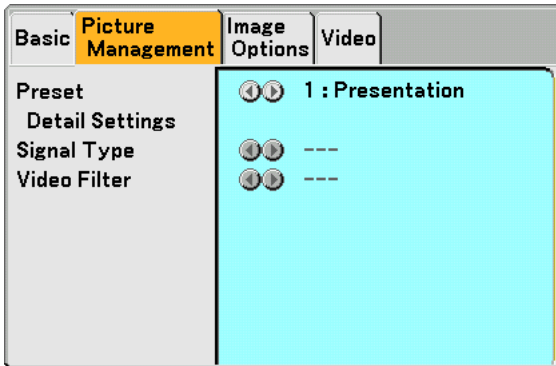 Basic
Picture
Management
Image
Options
Video
Preset
1 : Presentation
Detail Settings
Signal Type
---
Video Filter
---